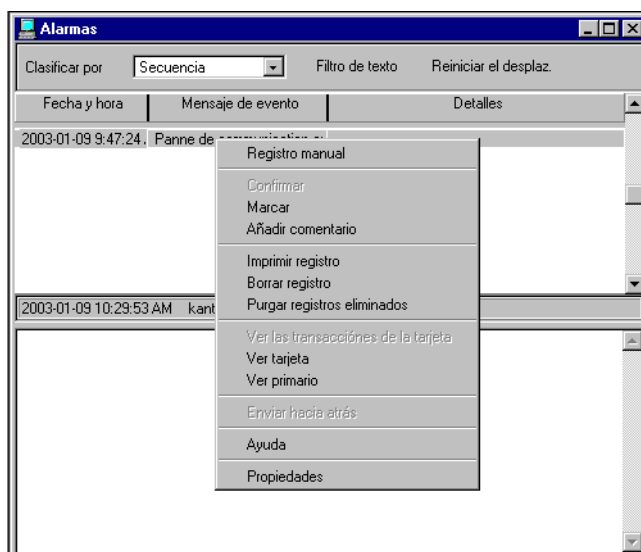 Alarmas
Clasificar por Secuencia Filtro de texto Reiniciar el desplaz.
Fecha y hora Mensaje de evento Detalles
2003-01-09 9:47:24. Panne de communication
Registro manual
Confirmar
Marcar
Añadir comentario
Imprimir registro
Borrar registro
Purgar registros eliminados
2003-01-09 10:29:53 AM kant
Ver las transacciónes de la tarjeta
Ver tarjeta
Ver primario
Enviar hacia atrás
Ayuda
Propiedades